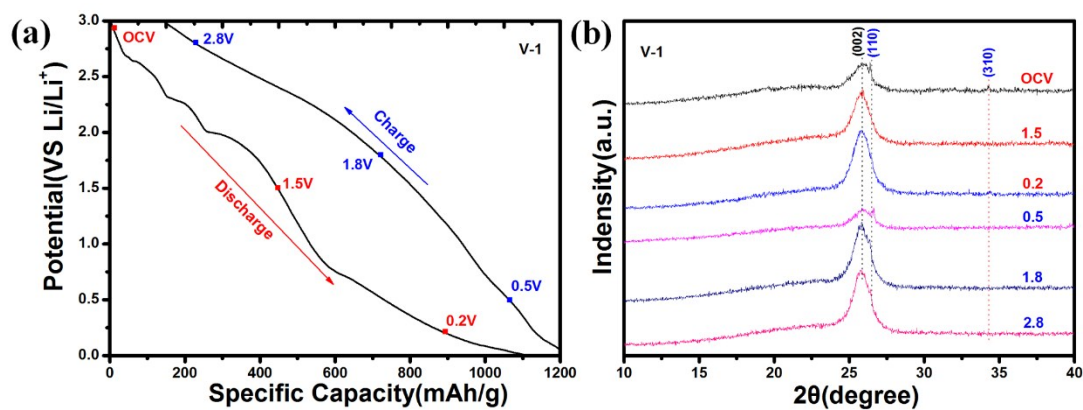 (a)
3.0
2.5
2.0
1.5
1.0
0.5
0.0
Potential(VS Li/Li+)
OCV
2.8V
V-1
Charge
1.8V
1.5V
Discharge
0.5V
0.2V
0 200 400 600 800 1000 1200
Specific Capacity(mAh/g)
(b)
V-1
(002)
(110)
(310)
OCV
1.5
0.2
0.5
1.8
2.8
Indensity(a.u.)
10 15 20 25 30 35 40
2θ(degree)